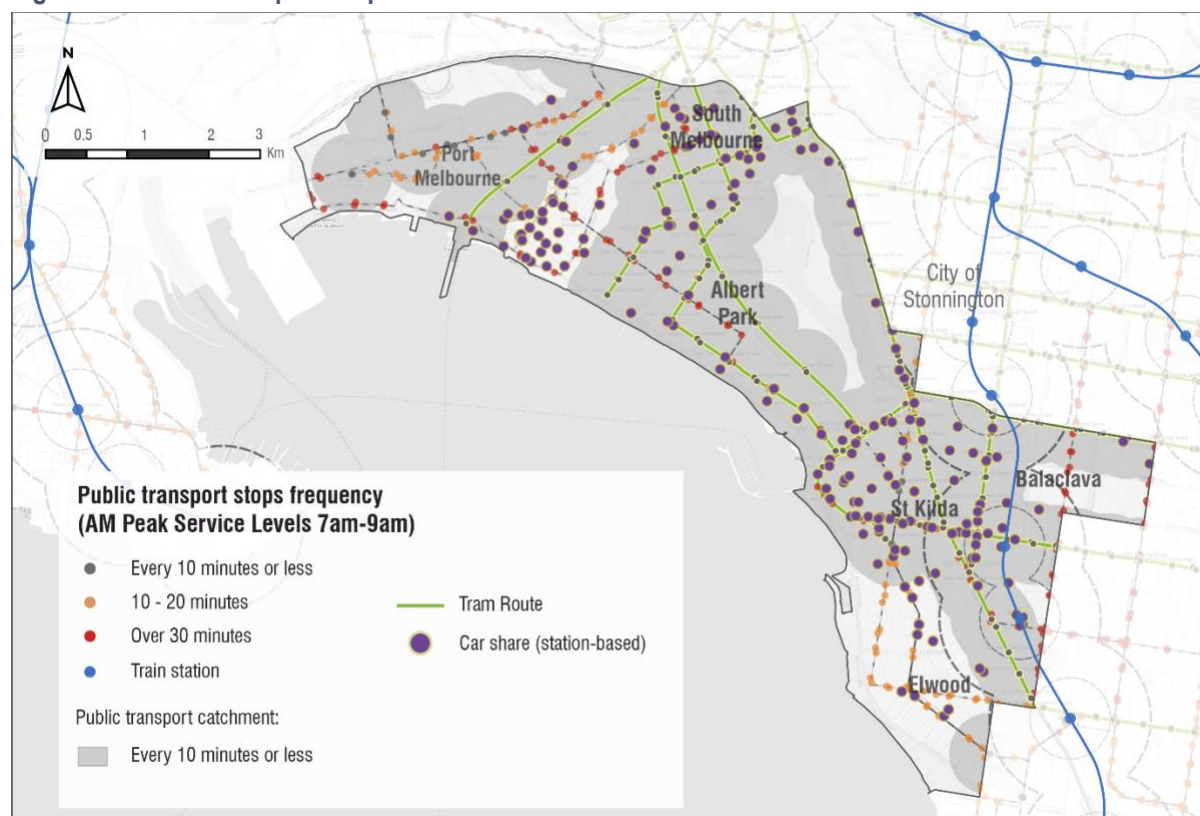 N
0 0.5 1 2 3
Km
South
Melbourne
Port
Melbourne
City of
Stonnington
Albert
Park
Balaclava
St Kilda
Elwood
Public transport stops frequency
(AM Peak Service Levels 7am-9am)
Every 10 minutes or less
10 - 20 minutes
Over 30 minutes
Train station
Tram Route
Car share (station-based)
Public transport catchment:
Every 10 minutes or less